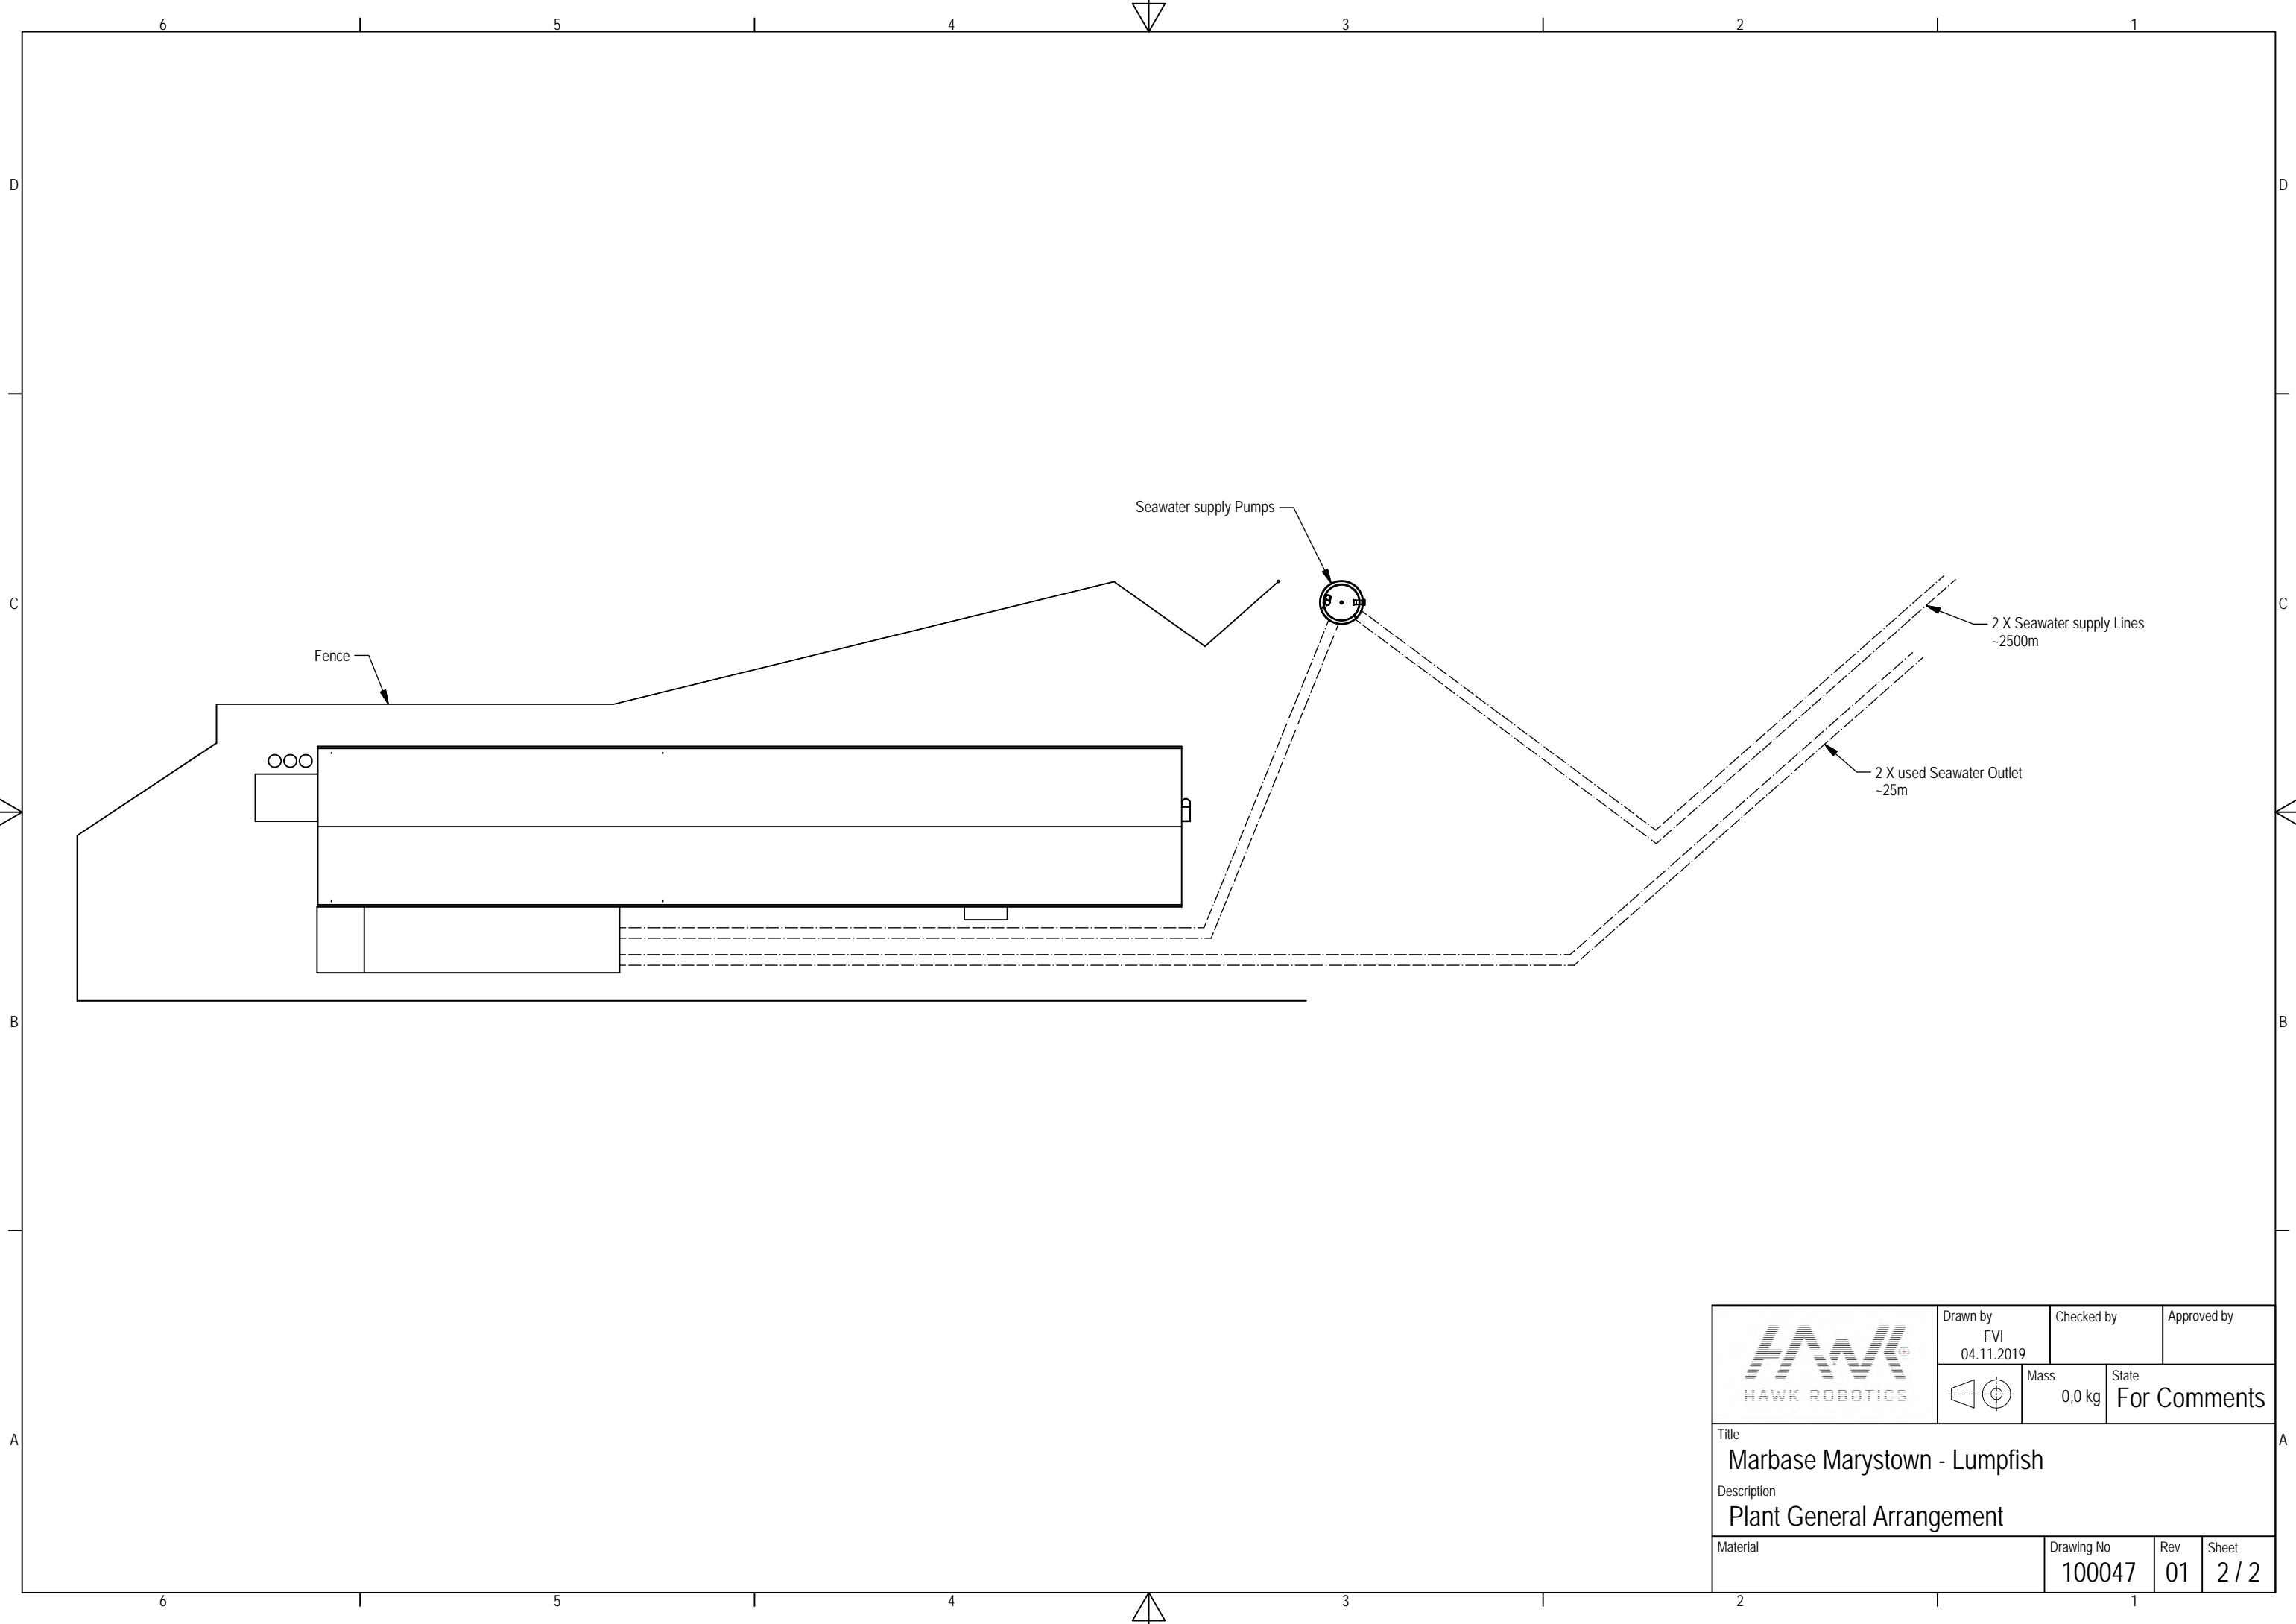 6 5 4 3 2 1
D D
Seawater supply Pumps
C C
2 X Seawater supply Lines
~2500m
Fence
2 X used Seawater Outlet
~25m
B B
HAWK ®
HAWK ROBOTICS
Drawn by
FVI
04.11.2019
Checked by
Approved by
Mass
0,0 kg
State
For Comments
A A
Title
Marbase Marystown - Lumpfish
Description
Plant General Arrangement
Material
Drawing No
100047
Rev
01
Sheet
2 / 2
6 5 4 3 2 1